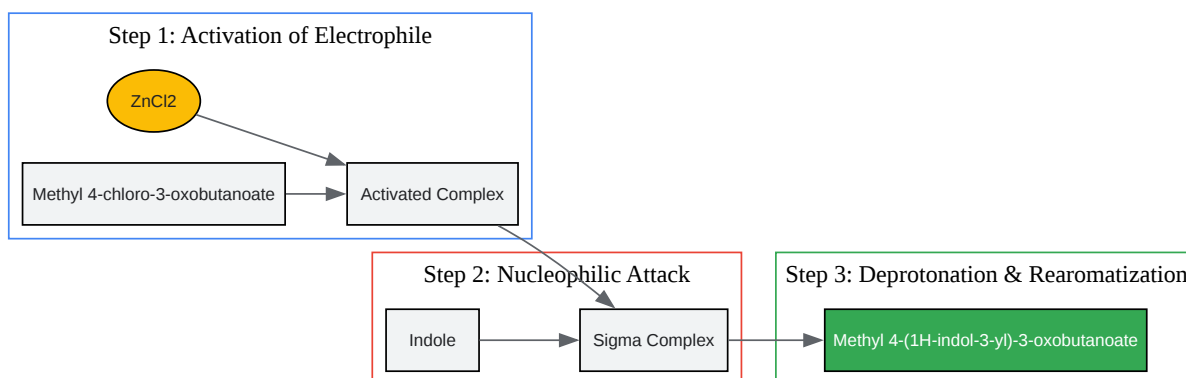 Step 1: Activation of Electrophile
ZnCl2
Methyl 4-chloro-3-oxobutanoate
Activated Complex
Step 2: Nucleophilic Attack
Indole
Sigma Complex
Step 3: Deprotonation & Rearomatization
Methyl 4-(1H-indol-3-yl)-3-oxobutanoate